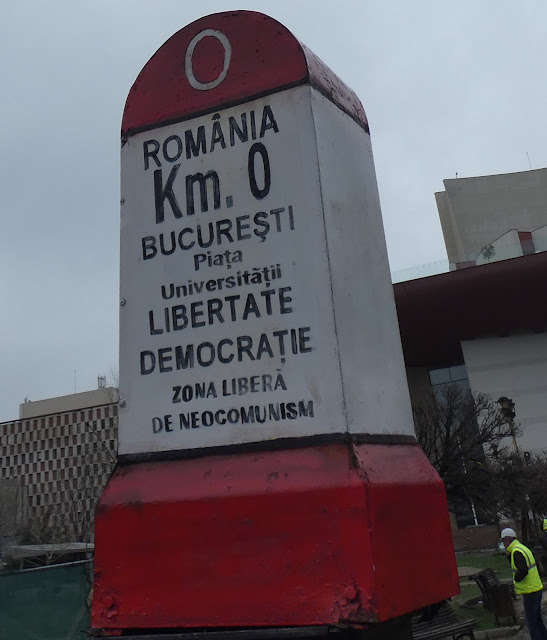 0
ROMÂNIA
Km. 0
BUCUREŞTI
Piaţa
Universităţii
LIBERTATE
DEMOCRAŢIE
ZONA LIBERĂ
DE NEOCOMUNISM